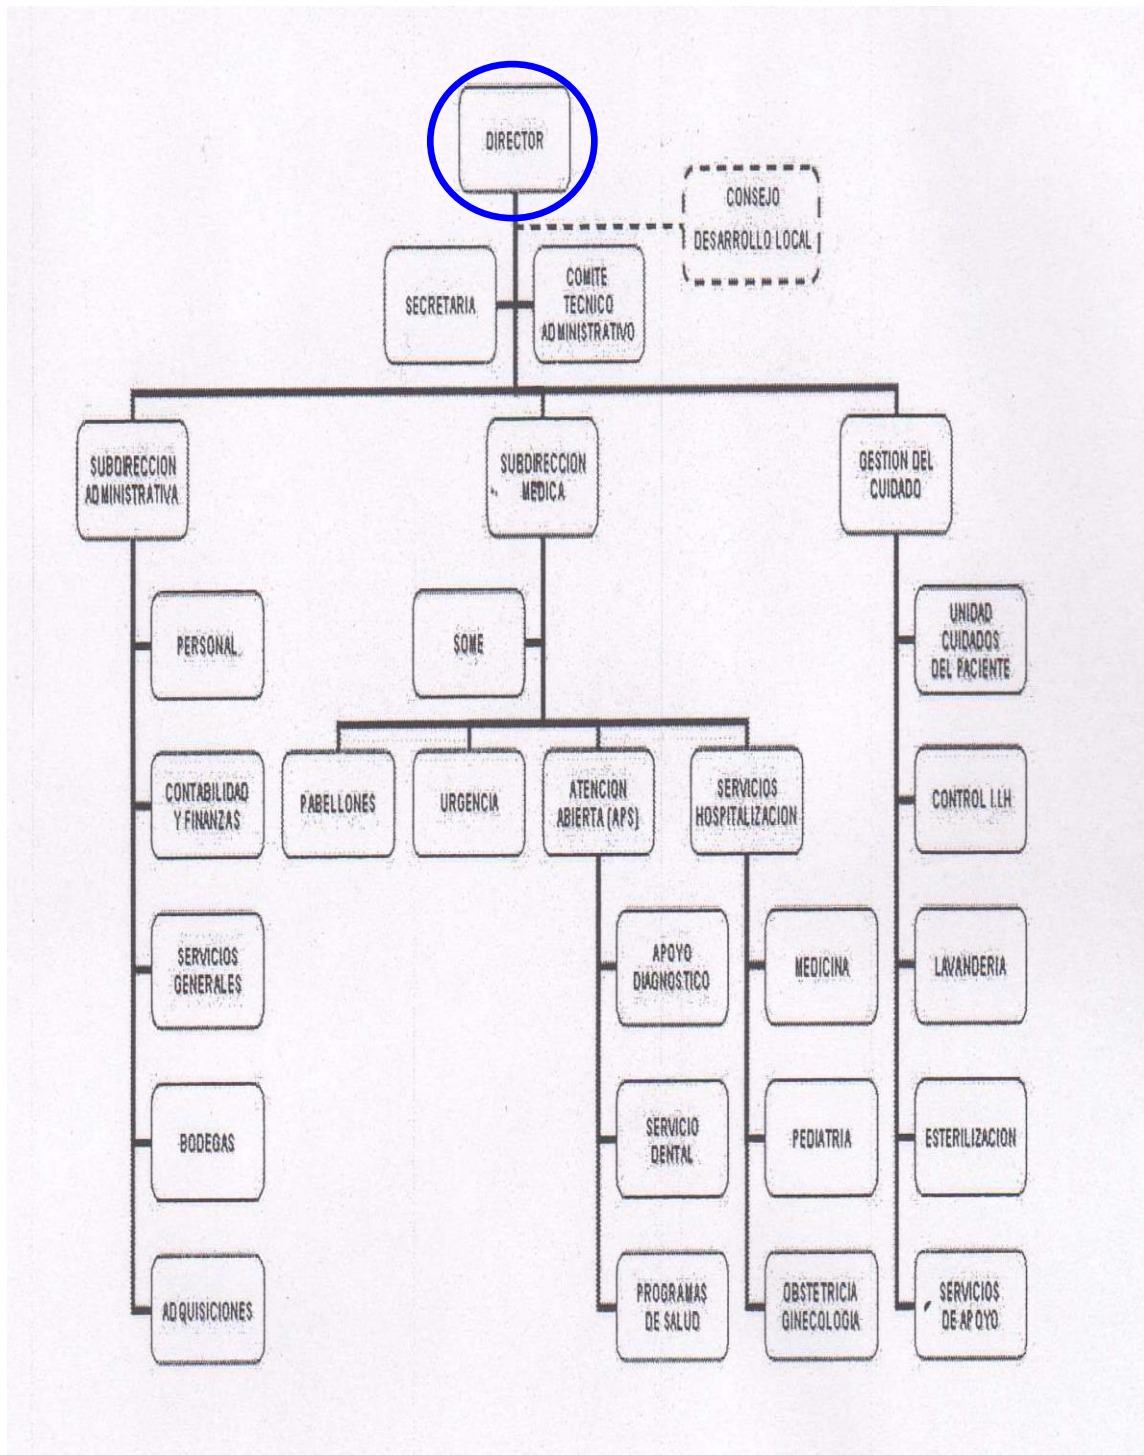 DIRECTOR
CONSEJO
DESARROLLO LOCAL
SECRETARIA
COMITE
TECNICO
ADMINISTRATIVO
SUBDIRECCION
ADMINISTRATIVA
SUBDIRECCION
MEDICA
GESTION DEL
CUIDADO
PERSONAL
SOME
UNIDAD
CUIDADOS
DEL PACIENTE
CONTABILIDAD
Y FINANZAS
PABELLONES
URGENCIA
ATENCION
ABIERTA (APS)
SERVICIOS
HOSPITALIZACION
CONTROL I.I.H
SERVICIOS
GENERALES
APOYO
DIAGNOSTICO
MEDICINA
LAVANDERIA
BODEGAS
SERVICIO
DENTAL
PEDIATRIA
ESTERILIZACION
ADQUISICIONES
PROGRAMAS
DE SALUD
OBSTETRICIA
GINECOLOGIA
SERVICIOS
DE APOYO